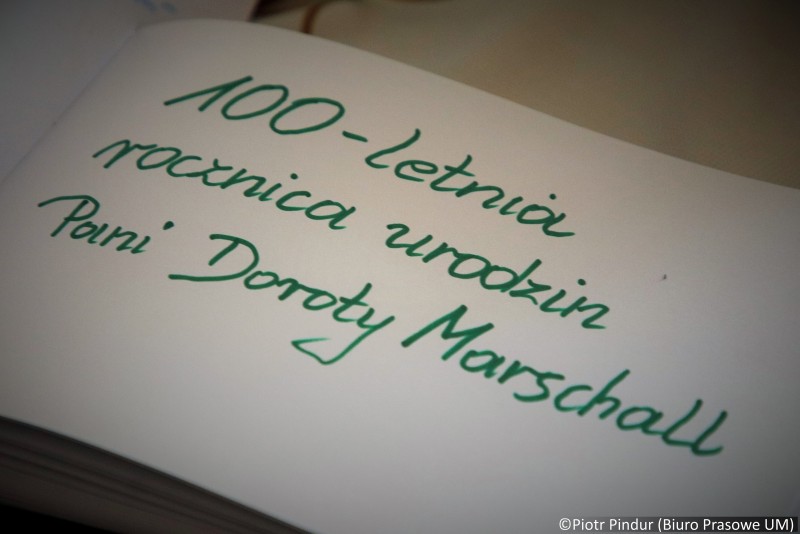 100-letnia
rocznica urodzin
Pani Doroty Marschall
©Piotr Pindur (Biuro Prasowe UM)